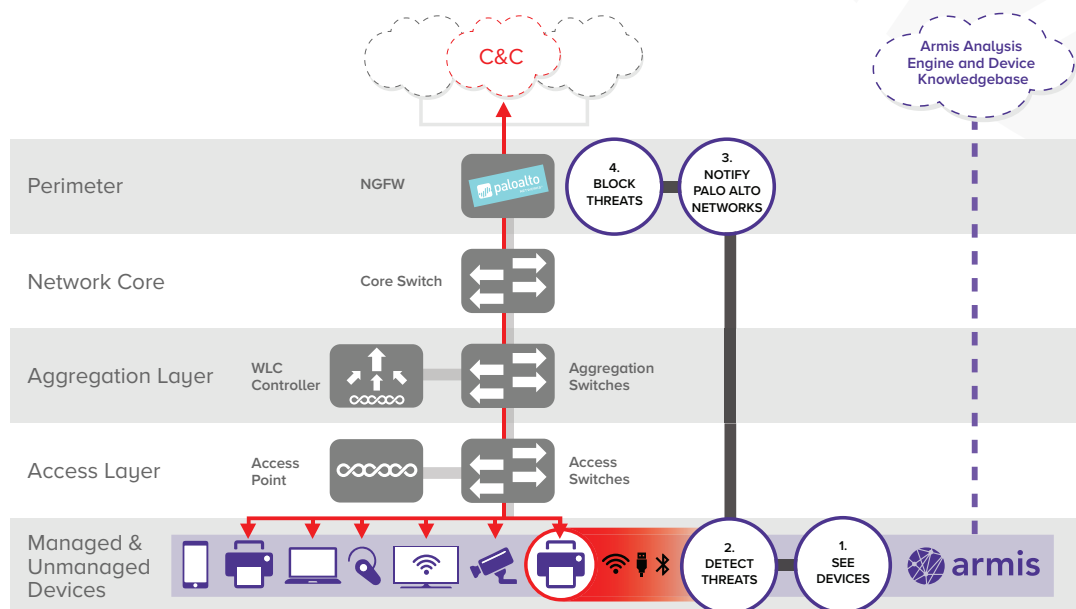 C&C
Armis Analysis
Engine and Device
Knowledgebase
Perimeter
NGFW
paloalto
NETWORKS
4.
BLOCK
THREATS
3.
NOTIFY
PALO ALTO
NETWORKS
Network Core
Core Switch
Aggregation Layer
WLC
Controller
Aggregation
Switches
Access Layer
Access
Point
Access
Switches
Managed &
Unmanaged
Devices
2.
DETECT
THREATS
1.
SEE
DEVICES
armis